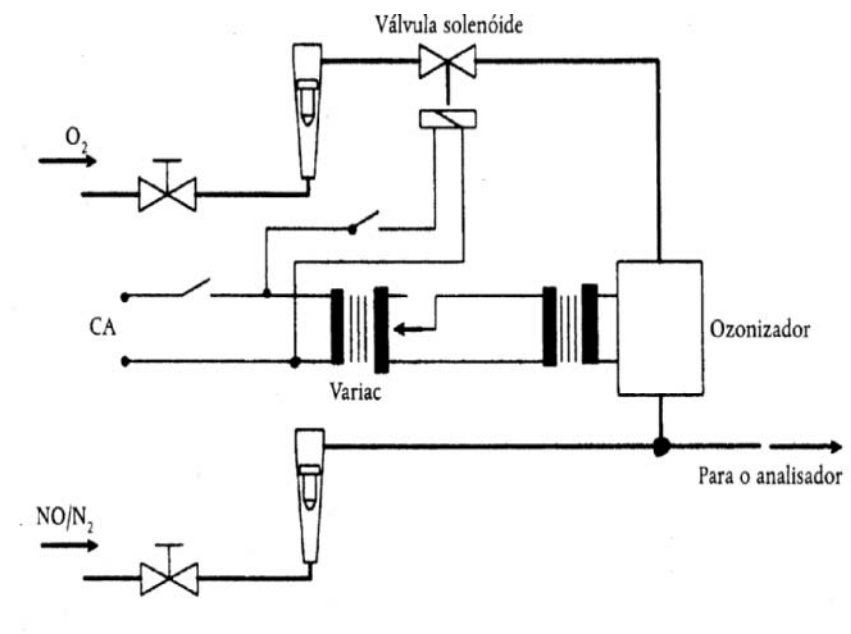 Válvula solenóide
O₂
CA
Ozonizador
Variac
Para o analisador
NO/N₂